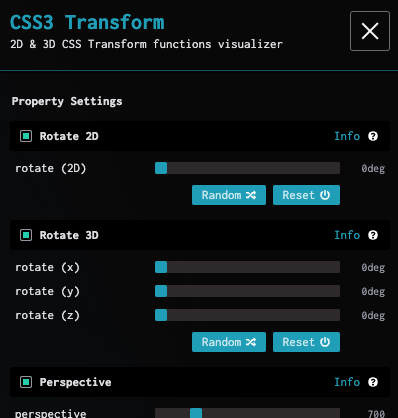 CSS3 Transform
2D & 3D CSS Transform functions visualizer
Property Settings
Rotate 2D Info ?
rotate (2D) 0deg
Random Reset
Rotate 3D Info ?
rotate (x) 0deg
rotate (y) 0deg
rotate (z) 0deg
Random Reset
Perspective Info ?
perspective 700